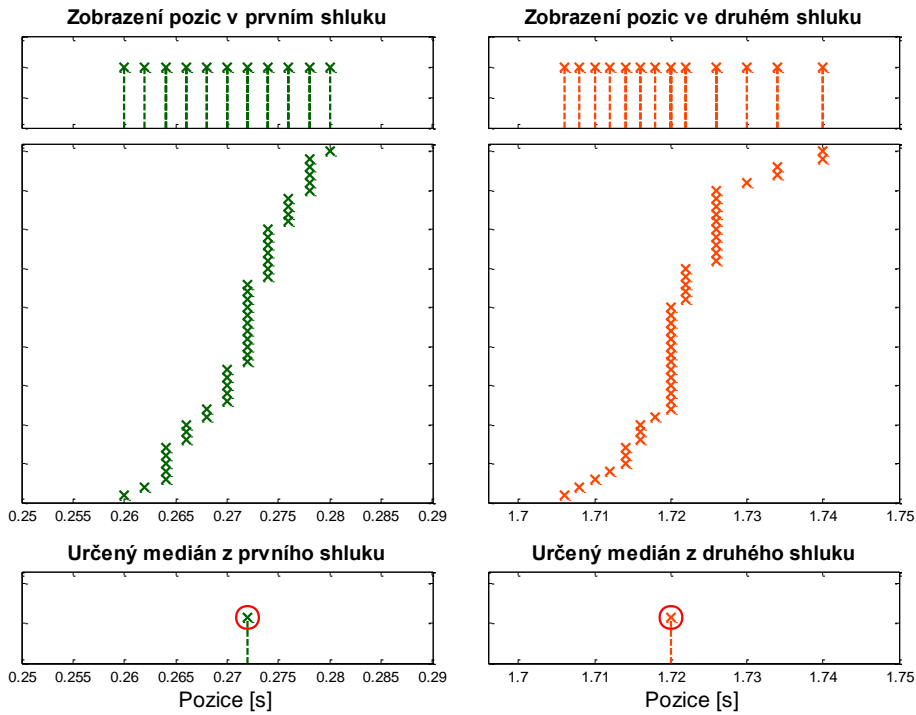 Zobrazení pozic v prvním shluku
Zobrazení pozic ve druhém shluku
0.25 0.255 0.26 0.265 0.27 0.275 0.28 0.285 0.29
1.7 1.71 1.72 1.73 1.74 1.75
Určený medián z prvního shluku
Určený medián z druhého shluku
0.25 0.255 0.26 0.265 0.27 0.275 0.28 0.285 0.29
1.7 1.71 1.72 1.73 1.74 1.75
Pozice [s]
Pozice [s]